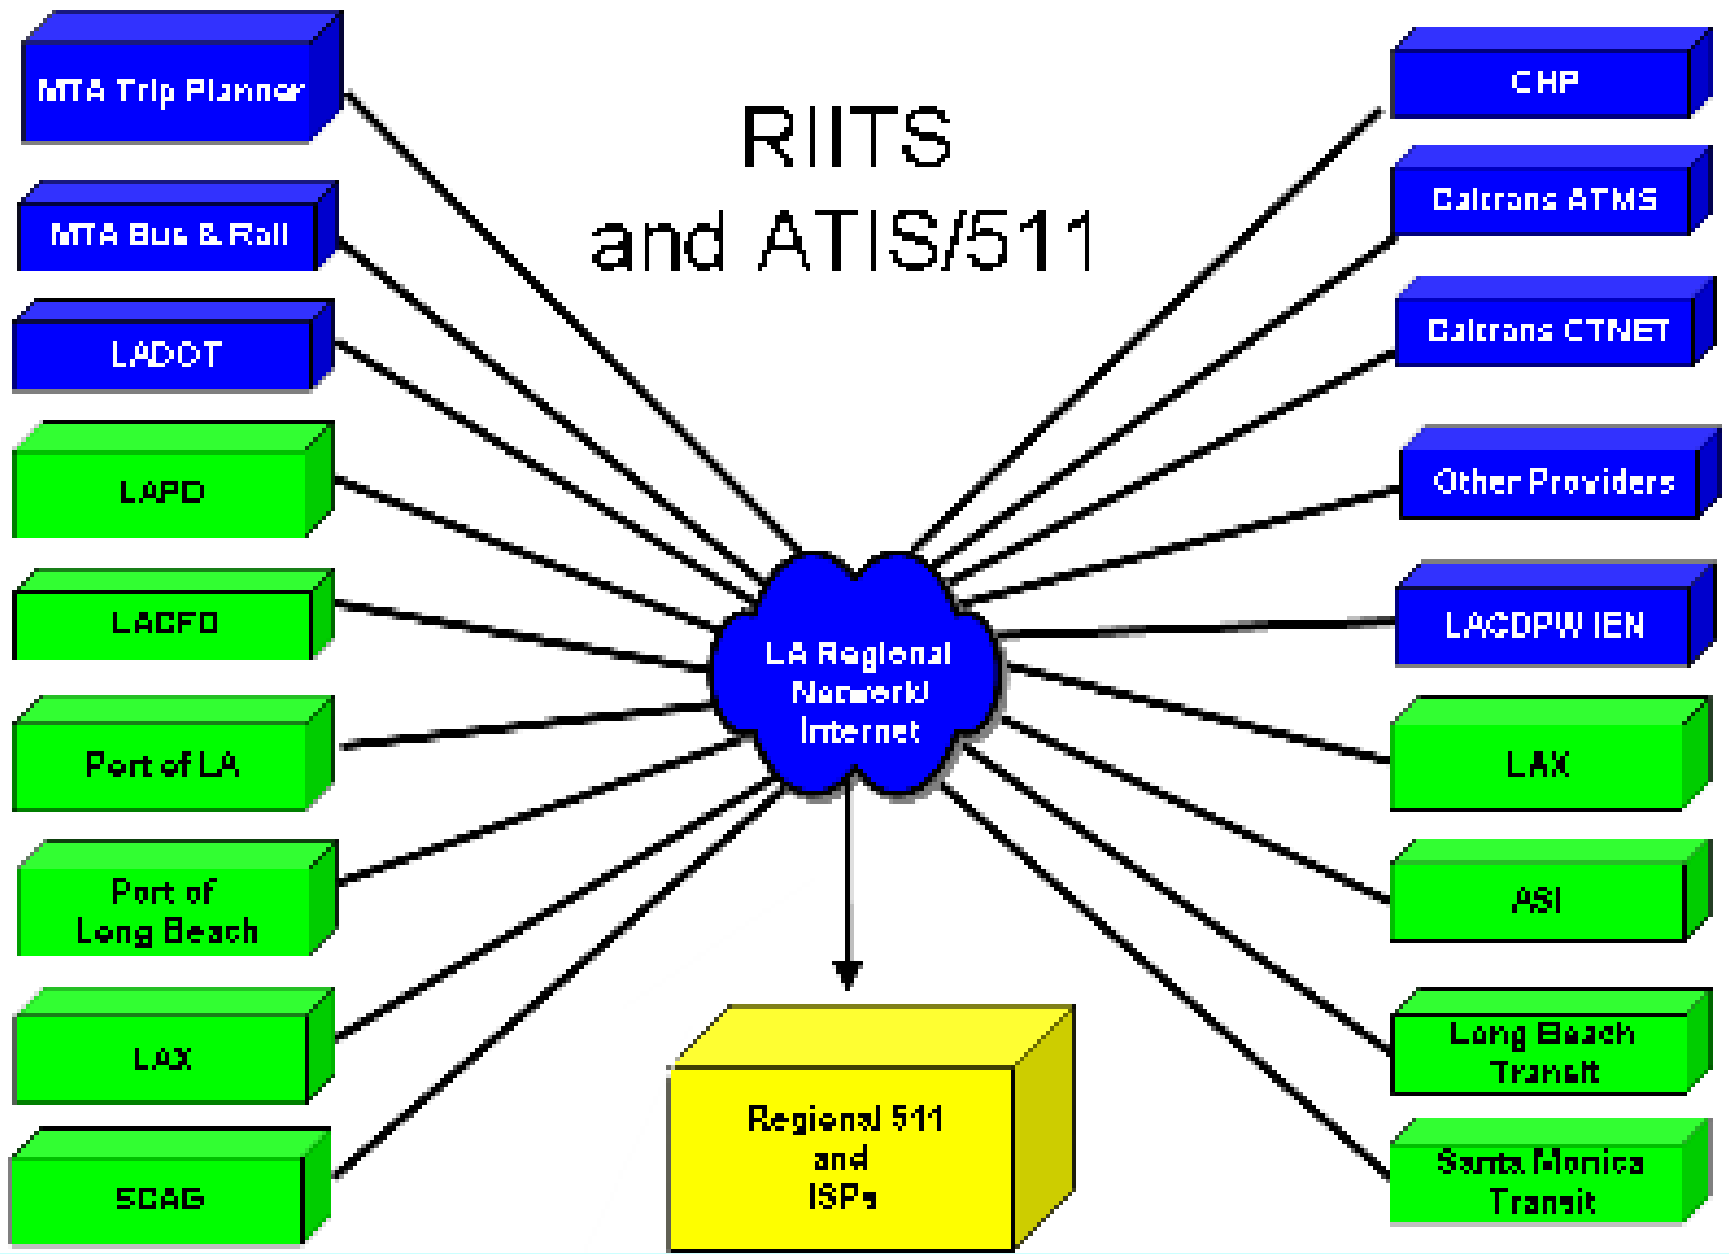 RIITS
and ATIS/511
MTA Trip Planner
MTA Bus & Rail
LADOT
LAPD
LACFD
Port of LA
Port of
Long Beach
LAX
SCAG
LA Regional
Network/
Internet
Regional 511
and
ISPs
CHP
Caltrans ATMS
Caltrans CTNET
Other Providers
LACDPW IEN
LAX
ASI
Long Beach
Transit
Santa Monica
Transit